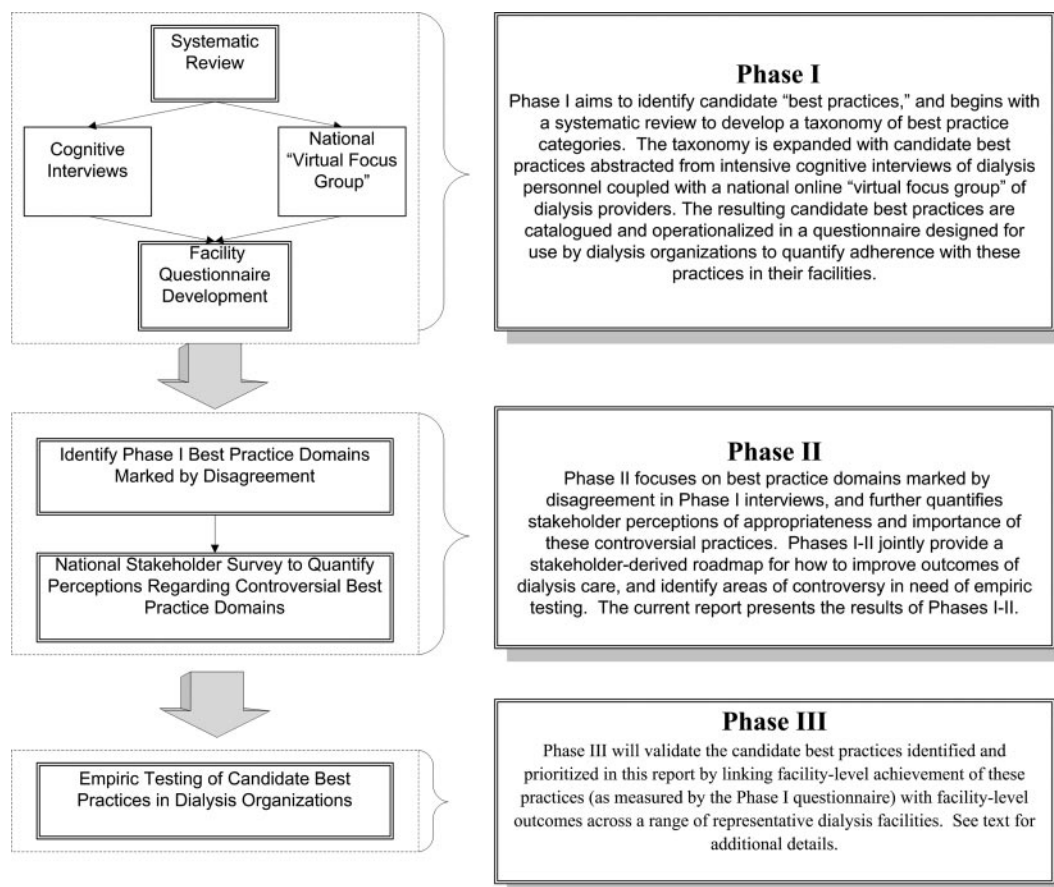 Systematic
Review
Cognitive
Interviews
National
“Virtual Focus
Group”
Facility
Questionnaire
Development
Phase I
Phase I aims to identify candidate “best practices,” and begins with
a systematic review to develop a taxonomy of best practice
categories. The taxonomy is expanded with candidate best
practices abstracted from intensive cognitive interviews of dialysis
personnel coupled with a national online “virtual focus group” of
dialysis providers. The resulting candidate best practices are
catalogued and operationalized in a questionnaire designed for
use by dialysis organizations to quantify adherence with these
practices in their facilities.
Identify Phase I Best Practice Domains
Marked by Disagreement
National Stakeholder Survey to Quantify
Perceptions Regarding Controversial Best
Practice Domains
Phase II
Phase II focuses on best practice domains marked by
disagreement in Phase I interviews, and further quantifies
stakeholder perceptions of appropriateness and importance of
these controversial practices. Phases I-II jointly provide a
stakeholder-derived roadmap for how to improve outcomes of
dialysis care, and identify areas of controversy in need of empiric
testing. The current report presents the results of Phases I-II.
Empiric Testing of Candidate Best
Practices in Dialysis Organizations
Phase III
Phase III will validate the candidate best practices identified and
prioritized in this report by linking facility-level achievement of these
practices (as measured by the Phase I questionnaire) with facility-level
outcomes across a range of representative dialysis facilities. See text for
additional details.